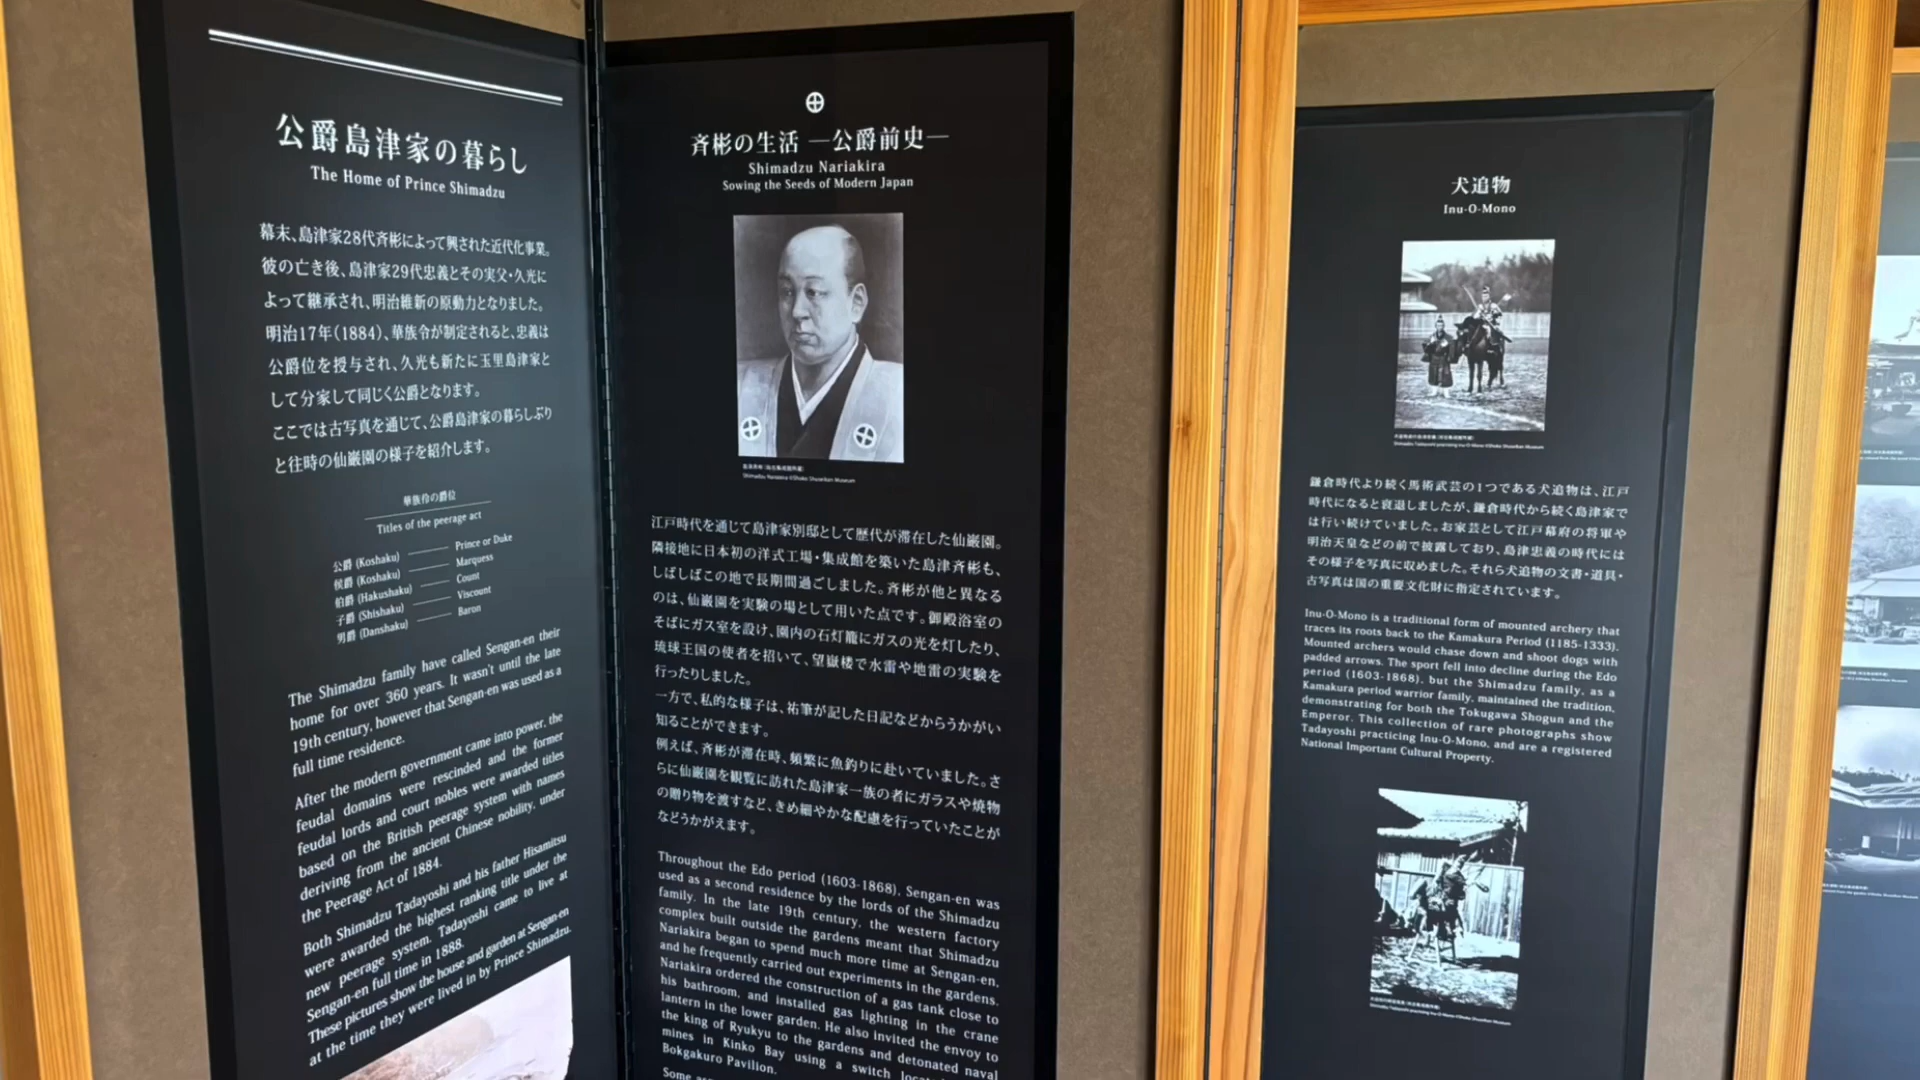 公爵島津家の暮らし
The Home of Prince Shimadzu
幕末、島津家28代斉彬によって興された近代化事業。
彼の亡き後、島津家29代忠義とその実父・久光に
よって継承され、明治維新の原動力となりました。
明治17年(1884)、華族令が制定されると、忠義は
公爵位を授与され、久光も新たに玉里島津家と
して分家して同じく公爵となります。
ここでは古写真を通じて、公爵島津家の暮らしぶり
と往時の仙巌園の様子を紹介します。
華族令の爵位
Titles of the peerage act
公爵 (Koshaku) Prince or Duke
侯爵 (Koshaku) Marquess
伯爵 (Hakushaku) Count
子爵 (Shishaku) Viscount
男爵 (Danshaku) Baron
The Shimadzu family have called Sengan-en their
home for over 360 years. It wasn't until the late
19th century, however that Sengan-en was used as a
full time residence.
After the modern government came into power, the
feudal domains were rescinded and the former
feudal lords and court nobles were awarded titles
based on the British peerage system with names
deriving from the ancient Chinese nobility, under
the Peerage Act of 1884.
Both Shimadzu Tadayoshi and his father Hisamitsu
were awarded the highest ranking title under the
new peerage system. Tadayoshi came to live at
Sengan-en full time in 1888.
These pictures show the house and garden at Sengan-en
at the time they were lived in by Prince Shimadzu.
斉彬の生活 ―公爵前史―
Shimadzu Nariakira
Sowing the Seeds of Modern Japan
Shimadzu Nariakira ©Shoko Shuseikan Museum
江戸時代を通じて島津家別邸として歴代が滞在した仙巌園。
隣接地に日本初の洋式工場・集成館を築いた島津斉彬も、
しばしばこの地で長期間過ごしました。斉彬が他と異なる
のは、仙巌園を実験の場として用いた点です。御殿浴室の
そばにガス室を設け、園内の石灯籠にガスの光を灯したり、
琉球王国の使者を招いて、望嶽楼で水雷や地雷の実験を
行ったりしました。
一方で、私的な様子は、祐筆が記した日記などからうかがい
知ることができます。
例えば、斉彬が滞在時、頻繁に魚釣りに赴いていました。さ
らに仙巌園を観覧に訪れた島津家一族の者にガラスや焼物
の贈り物を渡すなど、きめ細やかな配慮を行っていたことが
などうかがえます。
Throughout the Edo period (1603-1868), Sengan-en was
used as a second residence by the lords of the Shimadzu
family. In the late 19th century, the western factory
complex built outside the gardens meant that Shimadzu
Nariakira began to spend much more time at Sengan-en,
and he frequently carried out experiments in the gardens.
Nariakira ordered the construction of a gas tank close to
his bathroom, and installed gas lighting in the crane
lantern in the lower garden. He also invited the envoy to
the king of Ryukyu to the gardens and detonated naval
mines in Kinko Bay using a switch
Bokgakuro Pavilion.
Some
犬追物
Inu-O-Mono
Shimadzu Tadayoshi practicing Inu-O-Mono ©Shoko Shuseikan Museum
鎌倉時代より続く馬術武芸の1つである犬追物は、江戸
時代になると衰退しましたが、鎌倉時代から続く島津家で
は行い続けていました。お家芸として江戸幕府の将軍や
明治天皇などの前で披露しており、島津忠義の時代には
その様子を写真に収めました。それら犬追物の文書・道具・
古写真は国の重要文化財に指定されています。
Inu-O-Mono is a traditional form of mounted archery that
traces its roots back to the Kamakura Period (1185-1333).
Mounted archers would chase down and shoot dogs with
padded arrows. The sport fell into decline during the Edo
period (1603-1868), but the Shimadzu family, as a
Kamakura period warrior family, maintained the tradition,
demonstrating for both the Tokugawa Shogun and the
Emperor. This collection of rare photographs show
Tadayoshi practicing Inu-O-Mono, and are a registered
National Important Cultural Property.
Shimadzu Tadayoshi practicing Inu-O-Mono ©Shoko Shuseikan Museum